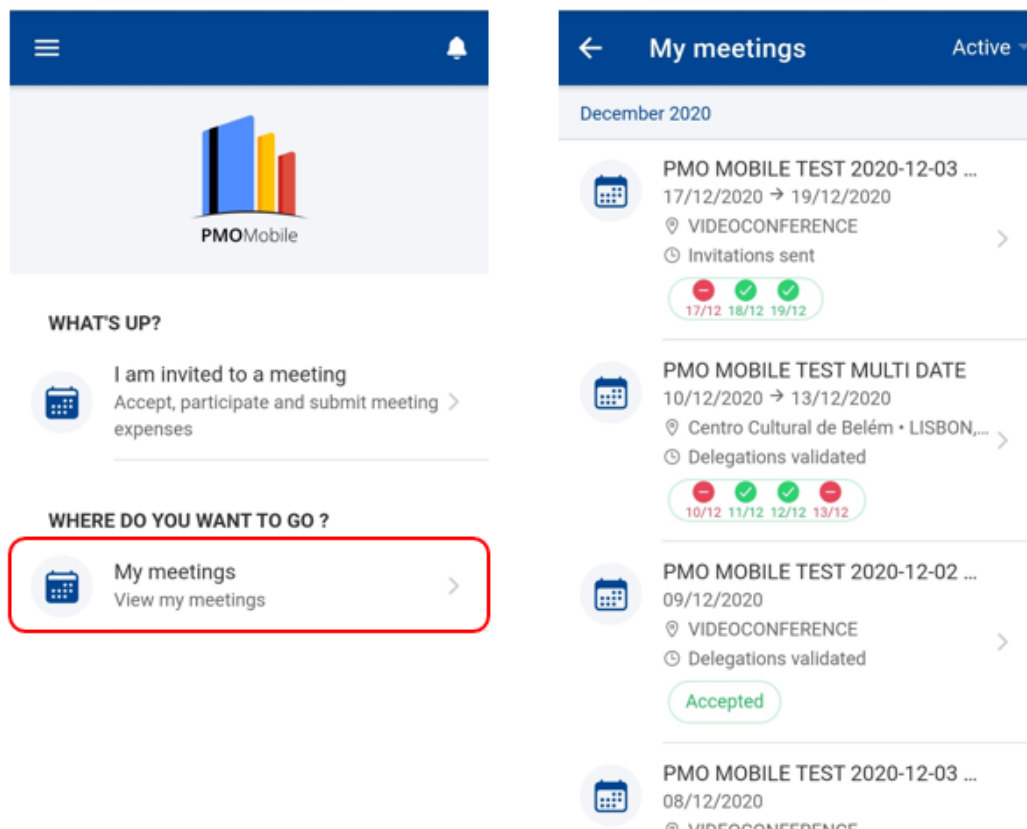 PMOMobile
WHAT'S UP?
I am invited to a meeting
Accept, participate and submit meeting
expenses
WHERE DO YOU WANT TO GO ?
My meetings
View my meetings
My meetings
Active
December 2020
PMO MOBILE TEST 2020-12-03 ...
17/12/2020 → 19/12/2020
VIDEOCONFERENCE
Invitations sent
17/12 18/12 19/12
PMO MOBILE TEST MULTI DATE
10/12/2020 → 13/12/2020
Centro Cultural de Belém • LISBON,...
Delegations validated
10/12 11/12 12/12 13/12
PMO MOBILE TEST 2020-12-02 ...
09/12/2020
VIDEOCONFERENCE
Delegations validated
Accepted
PMO MOBILE TEST 2020-12-03 ...
08/12/2020
VIDEOCONFERENCE